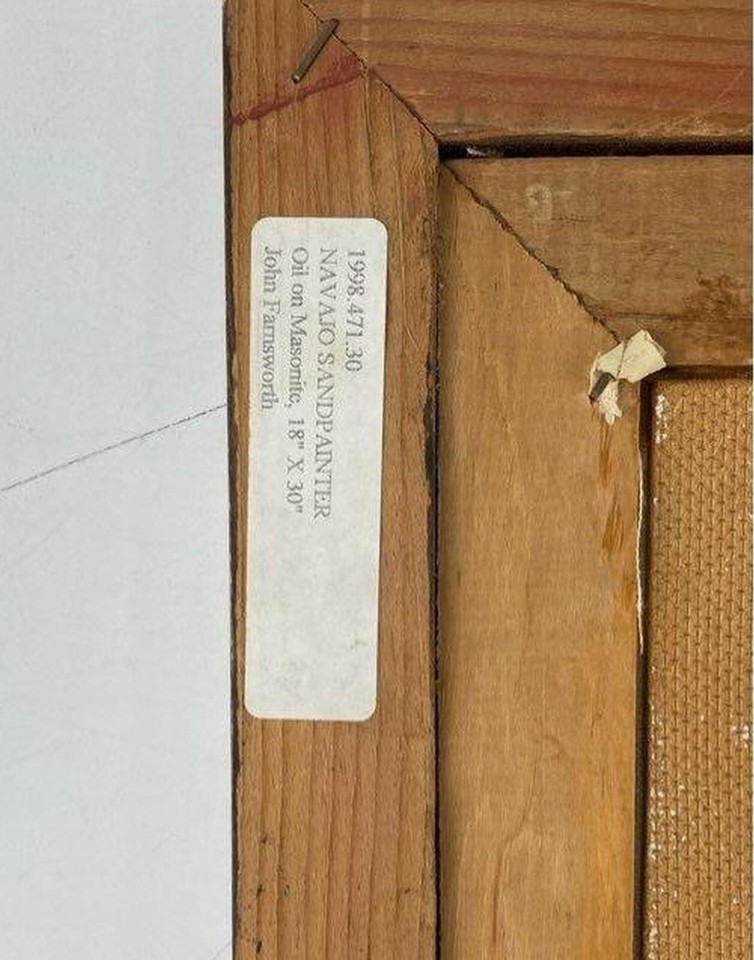 1998.471.30
NAVAJO SANDPAINTER
Oil on Masonite, 18" X 30"
John Farnsworth